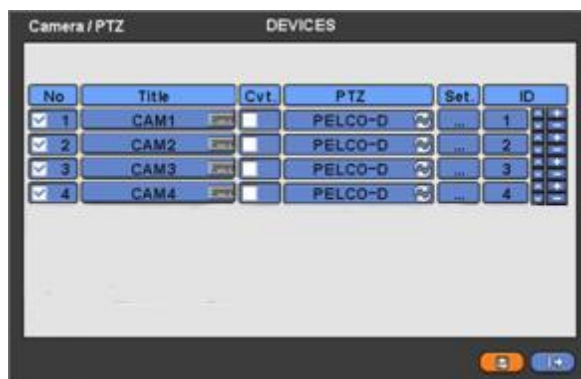 Camera / PTZ DEVICES
No Title Cvt. PTZ Set. ID
1 CAM1 PELCO-D ... 1
2 CAM2 PELCO-D ... 2
3 CAM3 PELCO-D ... 3
4 CAM4 PELCO-D ... 4